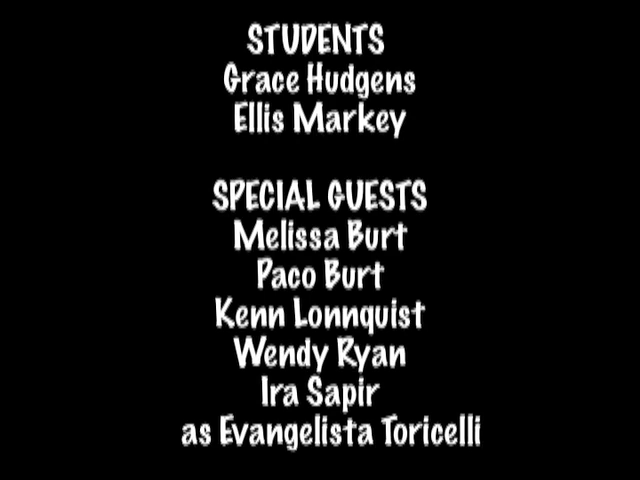 STUDENTS
Grace Hudgens
Ellis Markey
SPECIAL GUESTS
Melissa Burt
Paco Burt
Kenn Lonnquist
Wendy Ryan
Ira Sapir
as Evangelista Toricelli